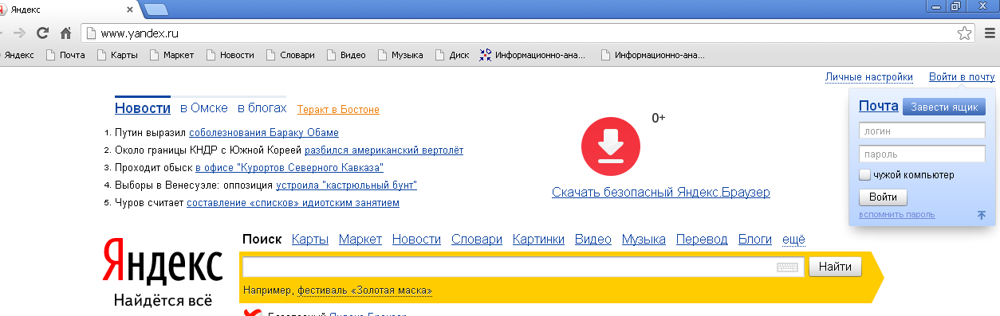 Яндекс
www.yandex.ru
Яндекс Почта Карты Маркет Новости Словари Видео Музыка Диск Информационно-ана... Информационно-ана...
Личные настройки Войти в почту
Новости в Омске в блогах Теракт в Бостоне
1. Путин выразил соболезнования Бараку Обаме
2. Около границы КНДР с Южной Кореей разбился американский вертолёт
3. Проходит обыск в офисе "Курортов Северного Кавказа"
4. Выборы в Венесуэле: оппозиция устроила "кастрюльный бунт"
5. Чуров считает составление «списков» идиотским занятием
0+
Скачать безопасный Яндекс.Браузер
Почта Завести ящик
логин
пароль
чужой компьютер
Войти
вспомнить пароль
Поиск Карты Маркет Новости Словари Картинки Видео Музыка Перевод Блоги ещё
Яндекс
Найдётся всё
Найти
Например, фестиваль «Золотая маска»
Безопасный Яндекс.Браузер